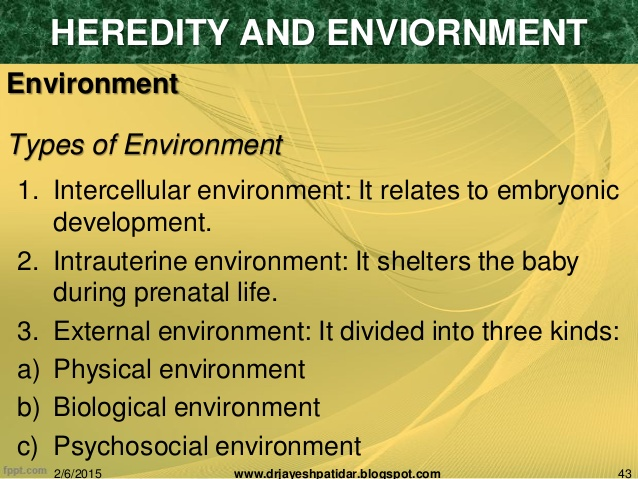 HEREDITY AND ENVIORNMENT
Environment
Types of Environment
1. Intercellular environment: It relates to embryonic
development.
2. Intrauterine environment: It shelters the baby
during prenatal life.
3. External environment: It divided into three kinds:
a) Physical environment
b) Biological environment
c) Psychosocial environment
fppt.com 2/6/2015 www.drjayeshpatidar.blogspot.com 43